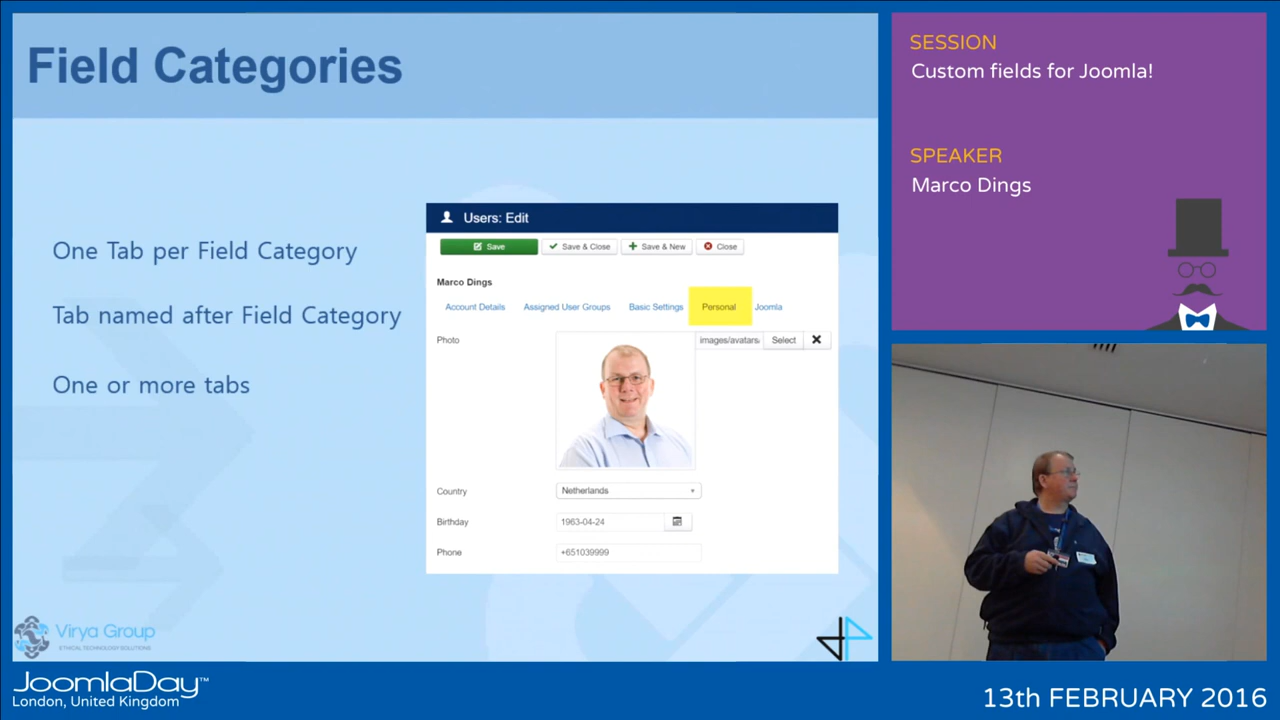 Field Categories
One Tab per Field Category
Tab named after Field Category
One or more tabs
Users: Edit
Save
Save & Close
Save & New
Close
Marco Dings
Account Details
Assigned User Groups
Basic Settings
Personal
Joomla
Photo
images/avatars/
Select
Country
Netherlands
Birthday
1963-04-24
Phone
+651039999
Virya Group
ETHICAL TECHNOLOGY SOLUTIONS
SESSION
Custom fields for Joomla!
SPEAKER
Marco Dings
JoomlaDay™
London, United Kingdom
13th FEBRUARY 2016